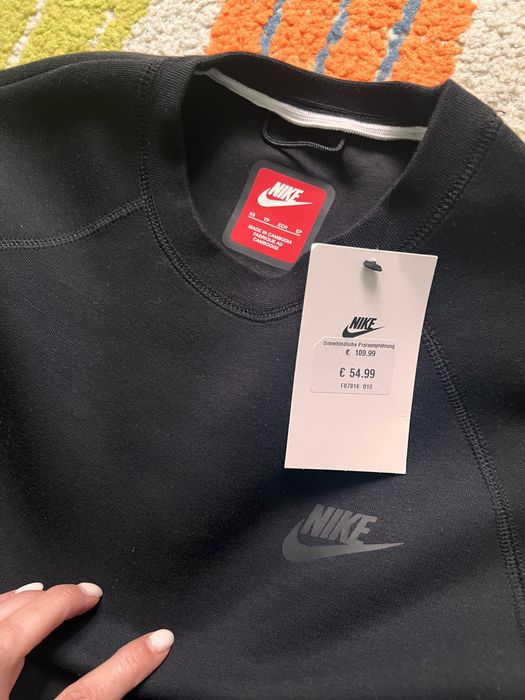 NIKE
XS TP ECH EP
MADE IN CAMBODIA
FABRIQUÉ AU
CAMBODGE
NIKE
Unverbindliche Preisempfehlung
€ 109.99
€ 54.99
FB7916 010
NIKE